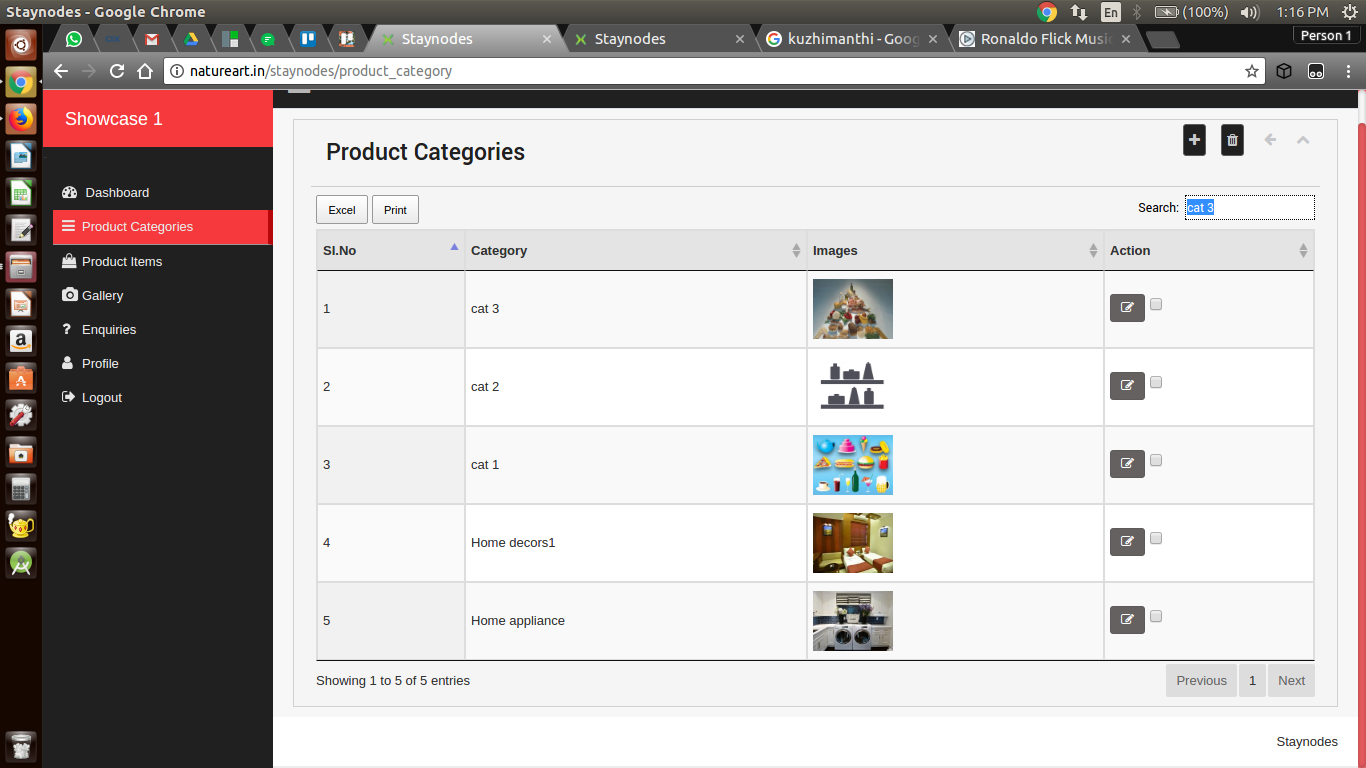 Staynodes - Google Chrome
En (100%) 1:16 PM
Staynodes Staynodes kuzhimanthi - Goog Ronaldo Flick Music Person 1
natureart.in/staynodes/product_category
Showcase 1
Dashboard
Product Categories
Product Items
Gallery
Enquiries
Profile
Logout
Product Categories
Excel Print Search: cat 3
SI.No Category Images Action
1 cat 3
2 cat 2
3 cat 1
4 Home decors1
5 Home appliance
Showing 1 to 5 of 5 entries Previous 1 Next
Staynodes